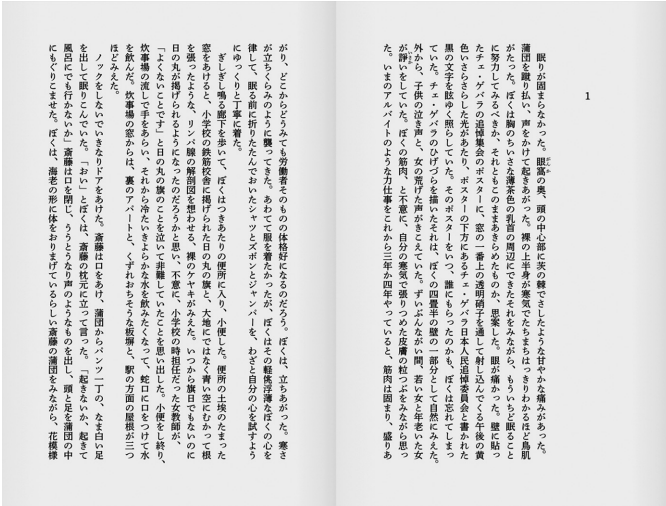 1
眠りが固まらなかった。眼窩の奥、頭の中心部に茨の棘でさしたような甘やかな痛みがあった。
蒲団を蹴り払い、声をかけて起きあがった。裸の上半身が寒気でたちまちはっきりわかるほど鳥肌
がたった。ぼくは胸のちいさな薄茶色の乳首の周辺にできたそれをみながら、もういちど眠ること
に努力してみるべきか、それともこのままあきらめたものか、思案した。眼が痛かった。壁に貼っ
たチェ・ゲバラの追悼集会のポスターに、窓の一番上の透明硝子を通して射し込んでくる午後の黄
色いさらさらした光があたり、ポスターの下方にあるチェ・ゲバラ日本人民追悼委員会と書かれた
黒の文字を眩ゆく照らしていた。そのポスターをいつ、誰にもらったのかも、ぼくは忘れてしまっ
ていた。チェ・ゲバラのひげづらを描いたそれは、ぼくの四畳半の壁の一部分として自然にみえた。
外から、子供の泣き声と、女の荒げた声がきこえていた。ずいぶんながい間、若い女と年老いた女
が諍いをしていた。ぼくの筋肉、と不意に、自分の寒気で張りつめた皮膚の粒つぶをみながら思っ
た。いまのアルバイトのような力仕事をこれから三年か四年やっていると、筋肉は固まり、盛りあ
がり、どこからどうみても労働者そのものの体格好になるのだろう。ぼくは、立ちあがった。寒さ
が立ちくらみのように襲ってきた。あわてて服を着たかったが、ぼくはその軽佻浮薄なぼくの心を
律して、眠る前に折りたたんでおいたシャツとズボンとジャンパーを、わざと自分の心を試すよう
にゆっくりと丁寧に着た。
ぎしぎし鳴る廊下を歩いて、ぼくはつきあたりの便所に入り、小便した。便所の土埃のたまった
窓をあけると、小学校の鉄筋校舎に掲げられた日の丸の旗と、大地にではなく青い空にむかって根
を張ったような、リンパ腺の解剖図を想わせる、裸のケヤキがみえた。いつから旗日でもないのに
日の丸が掲げられるようになったのだろうかと思い、不意に、小学校の時担任だった女教師が、
「よくないことです」と日の丸の旗のことを泣いて非難していたことを思い出した。小便をし終り、
炊事場の流しで手をあらい、それから冷たいきよらかな水を飲みたくなって、蛇口に口をつけて水
を飲んだ。炊事場の窓からは、裏のアパートと、くずれおちそうな板塀と、駅の方面の屋根が三つ
ほどみえた。
ノックをしないでいきなりドアをあけた。斎藤は口をあけ、蒲団からパンツ一丁の、なま白い足
を出して眠りこんでいた。「おい」とぼくは、斎藤の枕元に立って言った。「起きないか、起きて
風呂にでも行かないか」斎藤は口を閉じ、ううとうなり声のようなものを出し、頭と足を蒲団の中
にもぐりこませた。ぼくは、海老の形に体をおりまげているらしい斎藤の蒲団をみながら、花模様